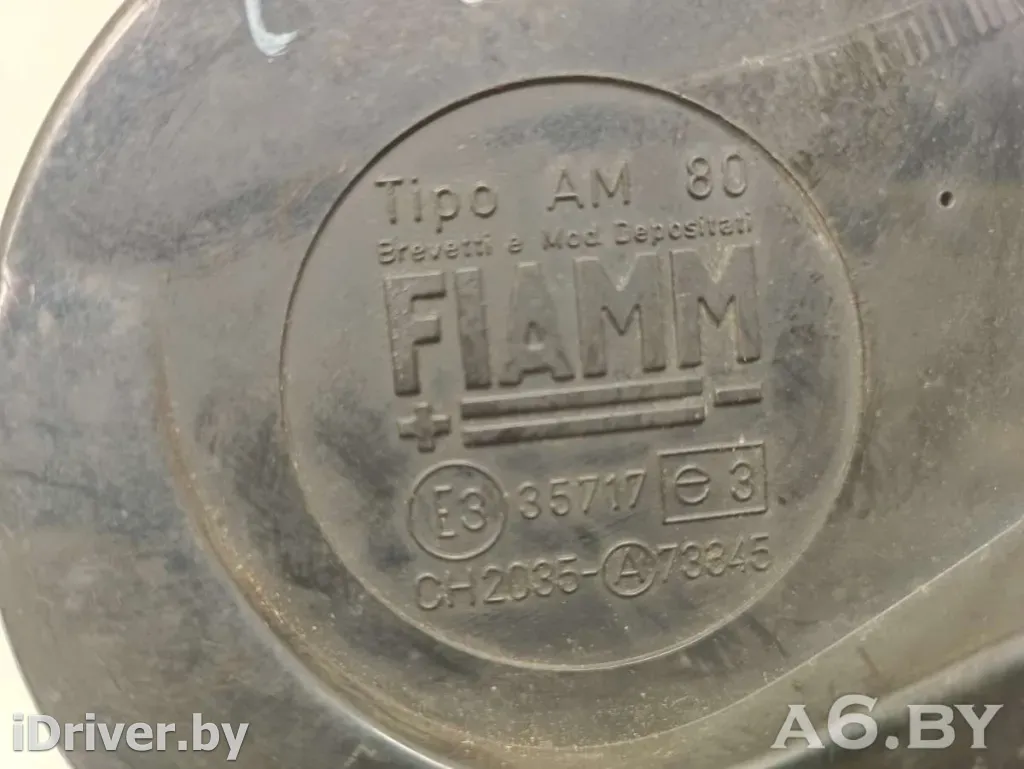 Tipo AM 80
Brevetti e Mod. Depositati
FIAMM
+ -
E3 35717 ⊖ 3
CH2035-A73345
iDriver.by
A6.BY